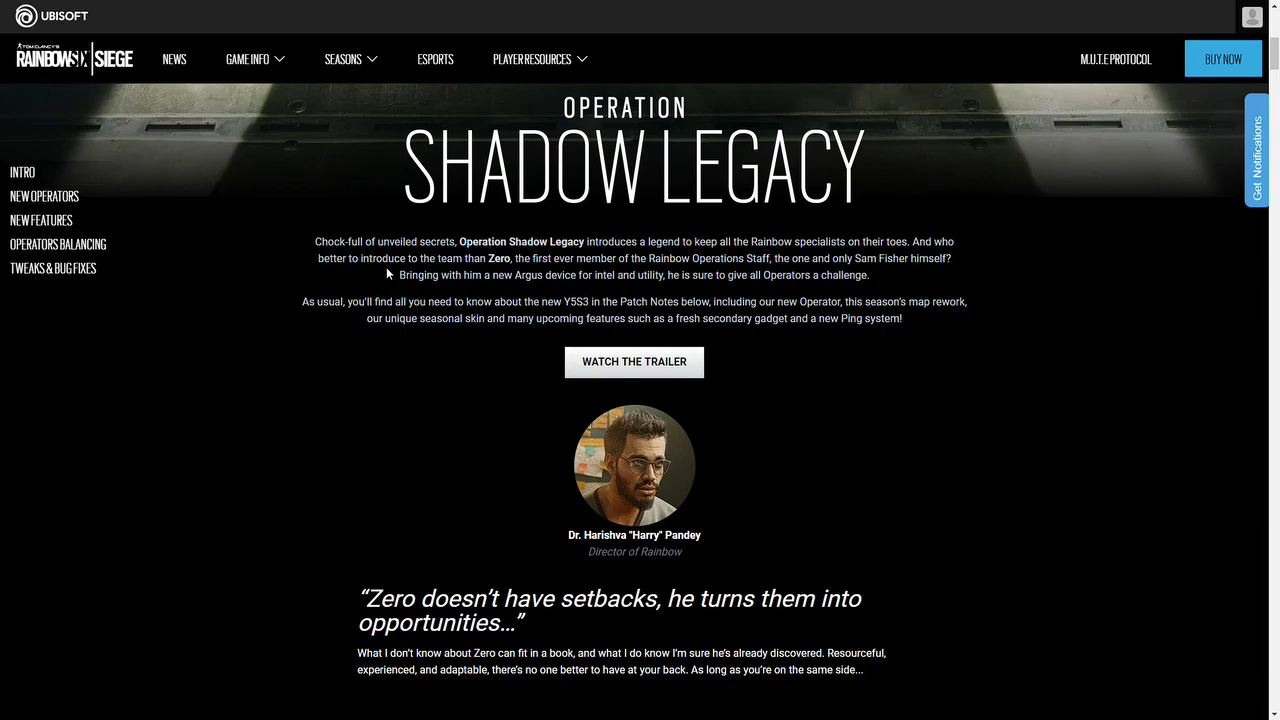 UBISOFT
TOM CLANCY'S
RAINBOWSIX|SIEGE
NEWS
GAME INFO
SEASONS
ESPORTS
PLAYER RESOURCES
M.U.T.E PROTOCOL
BUY NOW
Get Notifications
INTRO
NEW OPERATORS
NEW FEATURES
OPERATORS BALANCING
TWEAKS & BUG FIXES
OPERATION
SHADOW LEGACY
Chock-full of unveiled secrets, Operation Shadow Legacy introduces a legend to keep all the Rainbow specialists on their toes. And who
better to introduce to the team than Zero, the first ever member of the Rainbow Operations Staff, the one and only Sam Fisher himself?
Bringing with him a new Argus device for intel and utility, he is sure to give all Operators a challenge.
As usual, you'll find all you need to know about the new Y5S3 in the Patch Notes below, including our new Operator, this season's map rework,
our unique seasonal skin and many upcoming features such as a fresh secondary gadget and a new Ping system!
WATCH THE TRAILER
Dr. Harishva "Harry" Pandey
Director of Rainbow
“Zero doesn’t have setbacks, he turns them into
opportunities…”
What I don't know about Zero can fit in a book, and what I do know I'm sure he's already discovered. Resourceful,
experienced, and adaptable, there's no one better to have at your back. As long as you're on the same side...